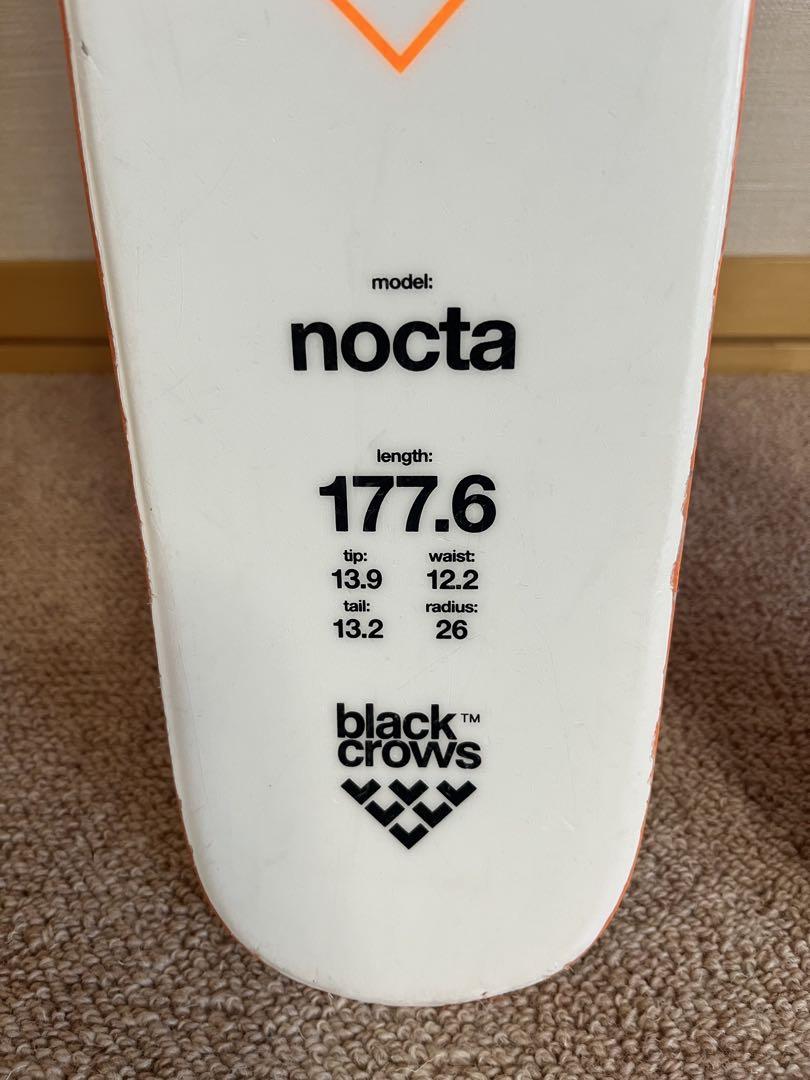 model:
nocta
length:
177.6
tip: waist:
13.9 12.2
tail: radius:
13.2 26
black™
crows